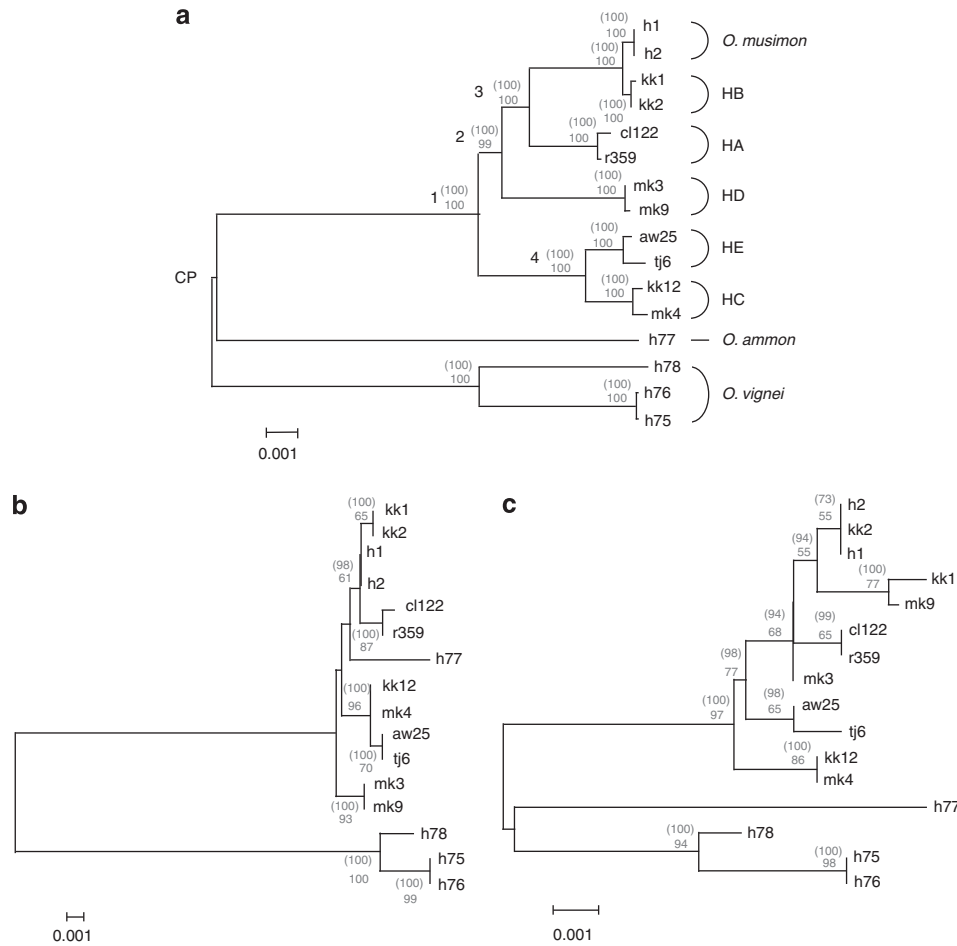 a
(100)
100
h1
h2
O. musimon
(100)
100
kk1
kk2
HB
(100)
100
3
(100)
100
cl122
r359
HA
(100)
100
2
(100)
99
mk3
mk9
HD
(100)
100
1
(100)
100
aw25
tj6
HE
(100)
100
4
(100)
100
kk12
mk4
HC
(100)
100
CP
h77
O. ammon
h78
(100)
100
h76
h75
(100)
100
O. vignei
0.001
b
(100)
65
kk1
kk2
h1
(98)
61
h2
cl122
r359
(100)
87
h77
(100)
96
kk12
mk4
aw25
tj6
(100)
70
mk3
mk9
(100)
93
h78
(100)
100
h75
h76
(100)
99
0.001
c
(73)
55
h2
kk2
h1
(94)
55
(100)
77
kk1
mk9
(94)
68
(99)
65
cl122
r359
mk3
(98)
77
(98)
65
aw25
tj6
(100)
97
(100)
86
kk12
mk4
h77
(100)
94
h78
(100)
98
h75
h76
0.001